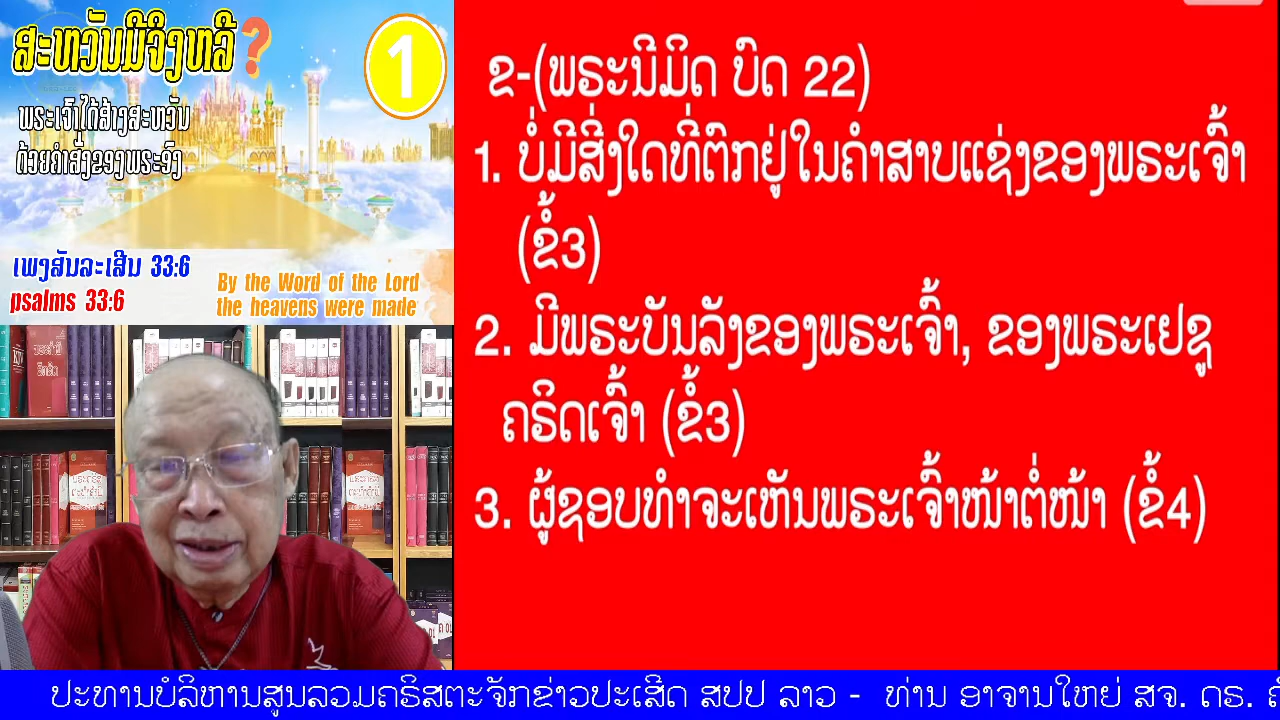 ສະຫວັນມີຈິງຫລື?
1
ພຣະເຈົ້າໄດ້ສ້າງສະຫວັນ
ດ້ວຍຄຳສັ່ງຂອງພຣະອົງ
ເພງສັນລະເສີນ 33:6
psalms 33:6
By the Word of the Lord
the heavens were made
ຂ-(ພຣະນິມິດ ບົດ 22)
1. ບໍ່ມີສິ່ງໃດທີ່ຕົກຢູ່ໃນຄຳສາບແຊ່ງຂອງພຣະເຈົ້າ
(ຂໍ້3)
2. ມີພຣະບັນລັງຂອງພຣະເຈົ້າ, ຂອງພຣະເຢຊູ
ຄຣິດເຈົ້າ (ຂໍ້3)
3. ຜູ້ຊອບທຳຈະເຫັນພຣະເຈົ້າໜ້າຕໍ່ໜ້າ (ຂໍ້4)
ປະທານບໍລິຫານສູນລວມຄຣິສຕະຈັກຂ່າວປະເສີດ ສປປ ລາວ - ທ່ານ ອາຈານໃຫຍ່ ສຈ. ດຣ.